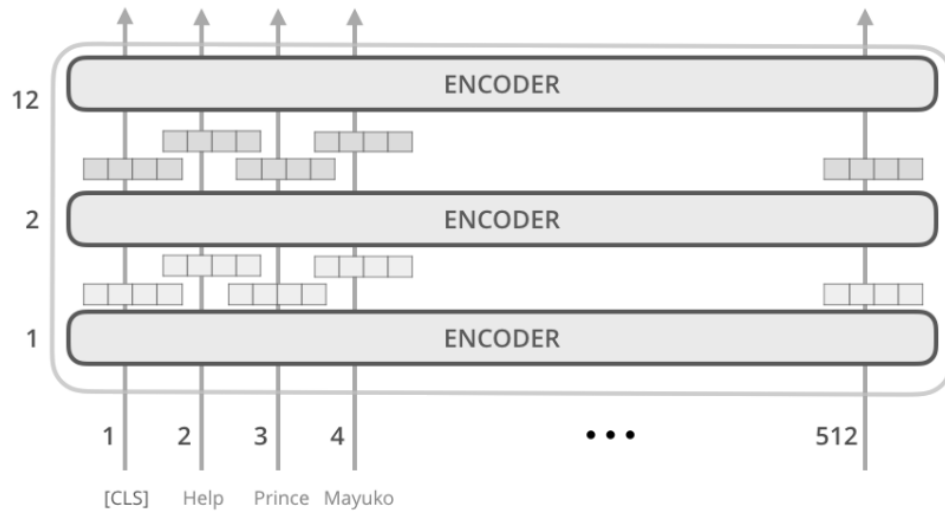 12
ENCODER
2
ENCODER
1
ENCODER
1 2 3 4 ••• 512
[CLS] Help Prince Mayuko